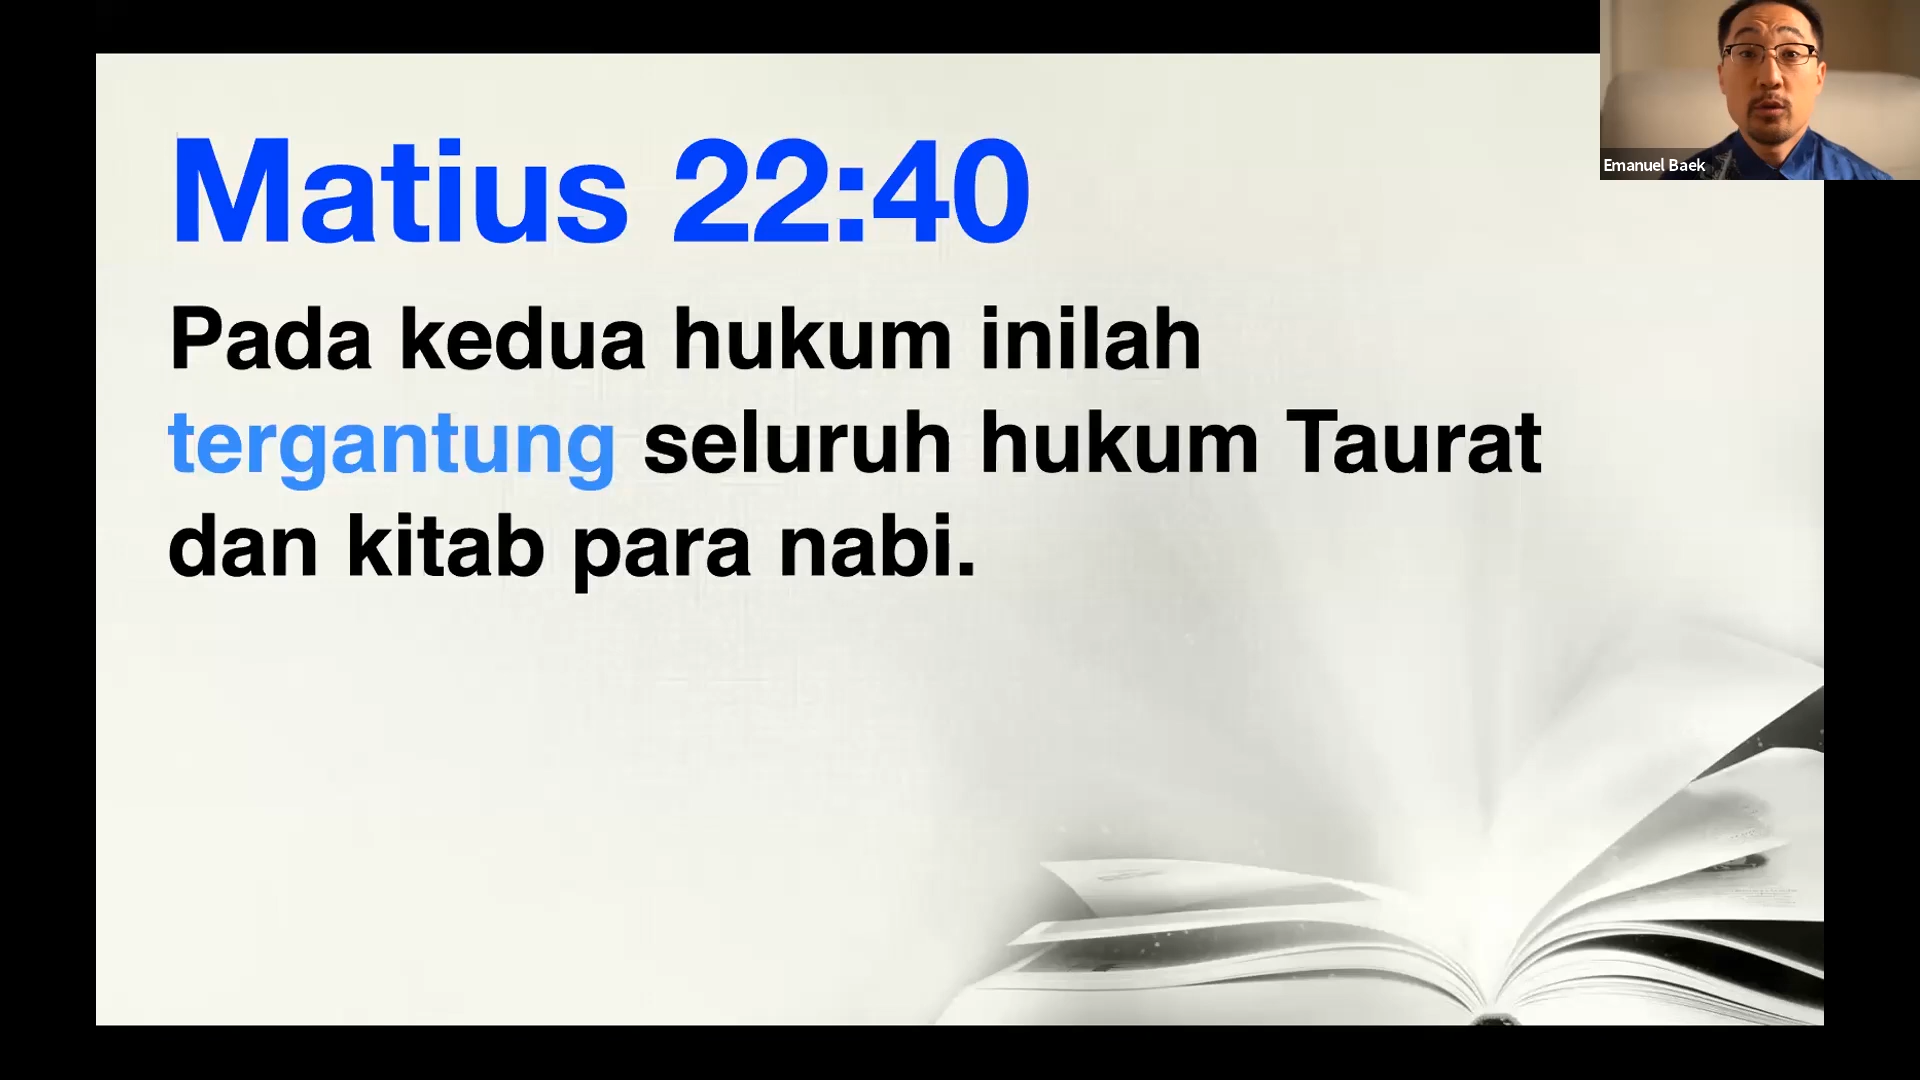 Matius 22:40
Pada kedua hukum inilah
tergantung seluruh hukum Taurat
dan kitab para nabi.
Emanuel Baek